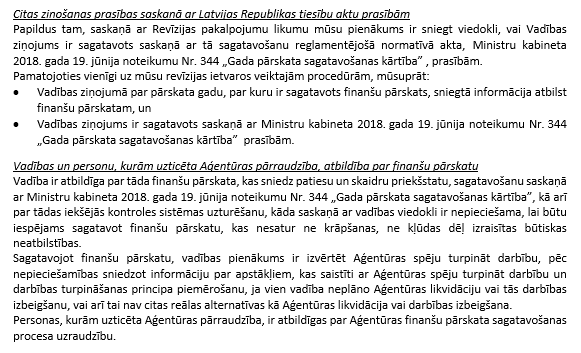 Citas ziņošanas prasības saskaņā ar Latvijas Republikas tiesību aktu prasībām
Papildus tam, saskaņā ar Revīzijas pakalpojumu likumu mūsu pienākums ir sniegt viedokli, vai Vadības
ziņojums ir sagatavots saskaņā ar tā sagatavošanu reglamentējošā normatīvā akta, Ministru kabineta
2018. gada 19. jūnija noteikumu Nr. 344 „Gada pārskata sagatavošanas kārtība” , prasībām.
Pamatojoties vienīgi uz mūsu revīzijas ietvaros veiktajām procedūrām, mūsuprāt:
• Vadības ziņojumā par pārskata gadu, par kuru ir sagatavots finanšu pārskats, sniegtā informācija atbilst
finanšu pārskatam, un
• Vadības ziņojums ir sagatavots saskaņā ar Ministru kabineta 2018. gada 19. jūnija noteikumu Nr. 344
„Gada pārskata sagatavošanas kārtība” prasībām.
Vadības un personu, kurām uzticēta Aģentūras pārraudzība, atbildība par finanšu pārskatu
Vadība ir atbildīga par tāda finanšu pārskata, kas sniedz patiesu un skaidru priekšstatu, sagatavošanu saskaņā
ar Ministru kabineta 2018. gada 19. jūnija noteikumu Nr. 344 „Gada pārskata sagatavošanas kārtība”, kā arī
par tādas iekšējās kontroles sistēmas uzturēšanu, kāda saskaņā ar vadības viedokli ir nepieciešama, lai būtu
iespējams sagatavot finanšu pārskatu, kas nesatur ne krāpšanas, ne kļūdas dēļ izraisītas būtiskas
neatbilstības.
Sagatavojot finanšu pārskatu, vadības pienākums ir izvērtēt Aģentūras spēju turpināt darbību, pēc
nepieciešamības sniedzot informāciju par apstākļiem, kas saistīti ar Aģentūras spēju turpināt darbību un
darbības turpināšanas principa piemērošanu, ja vien vadība neplāno Aģentūras likvidāciju vai tās darbības
izbeigšanu, vai arī tai nav citas reālas alternatīvas kā Aģentūras likvidācija vai darbības izbeigšana.
Personas, kurām uzticēta Aģentūras pārraudzība, ir atbildīgas par Aģentūras finanšu pārskata sagatavošanas
procesa uzraudzību.